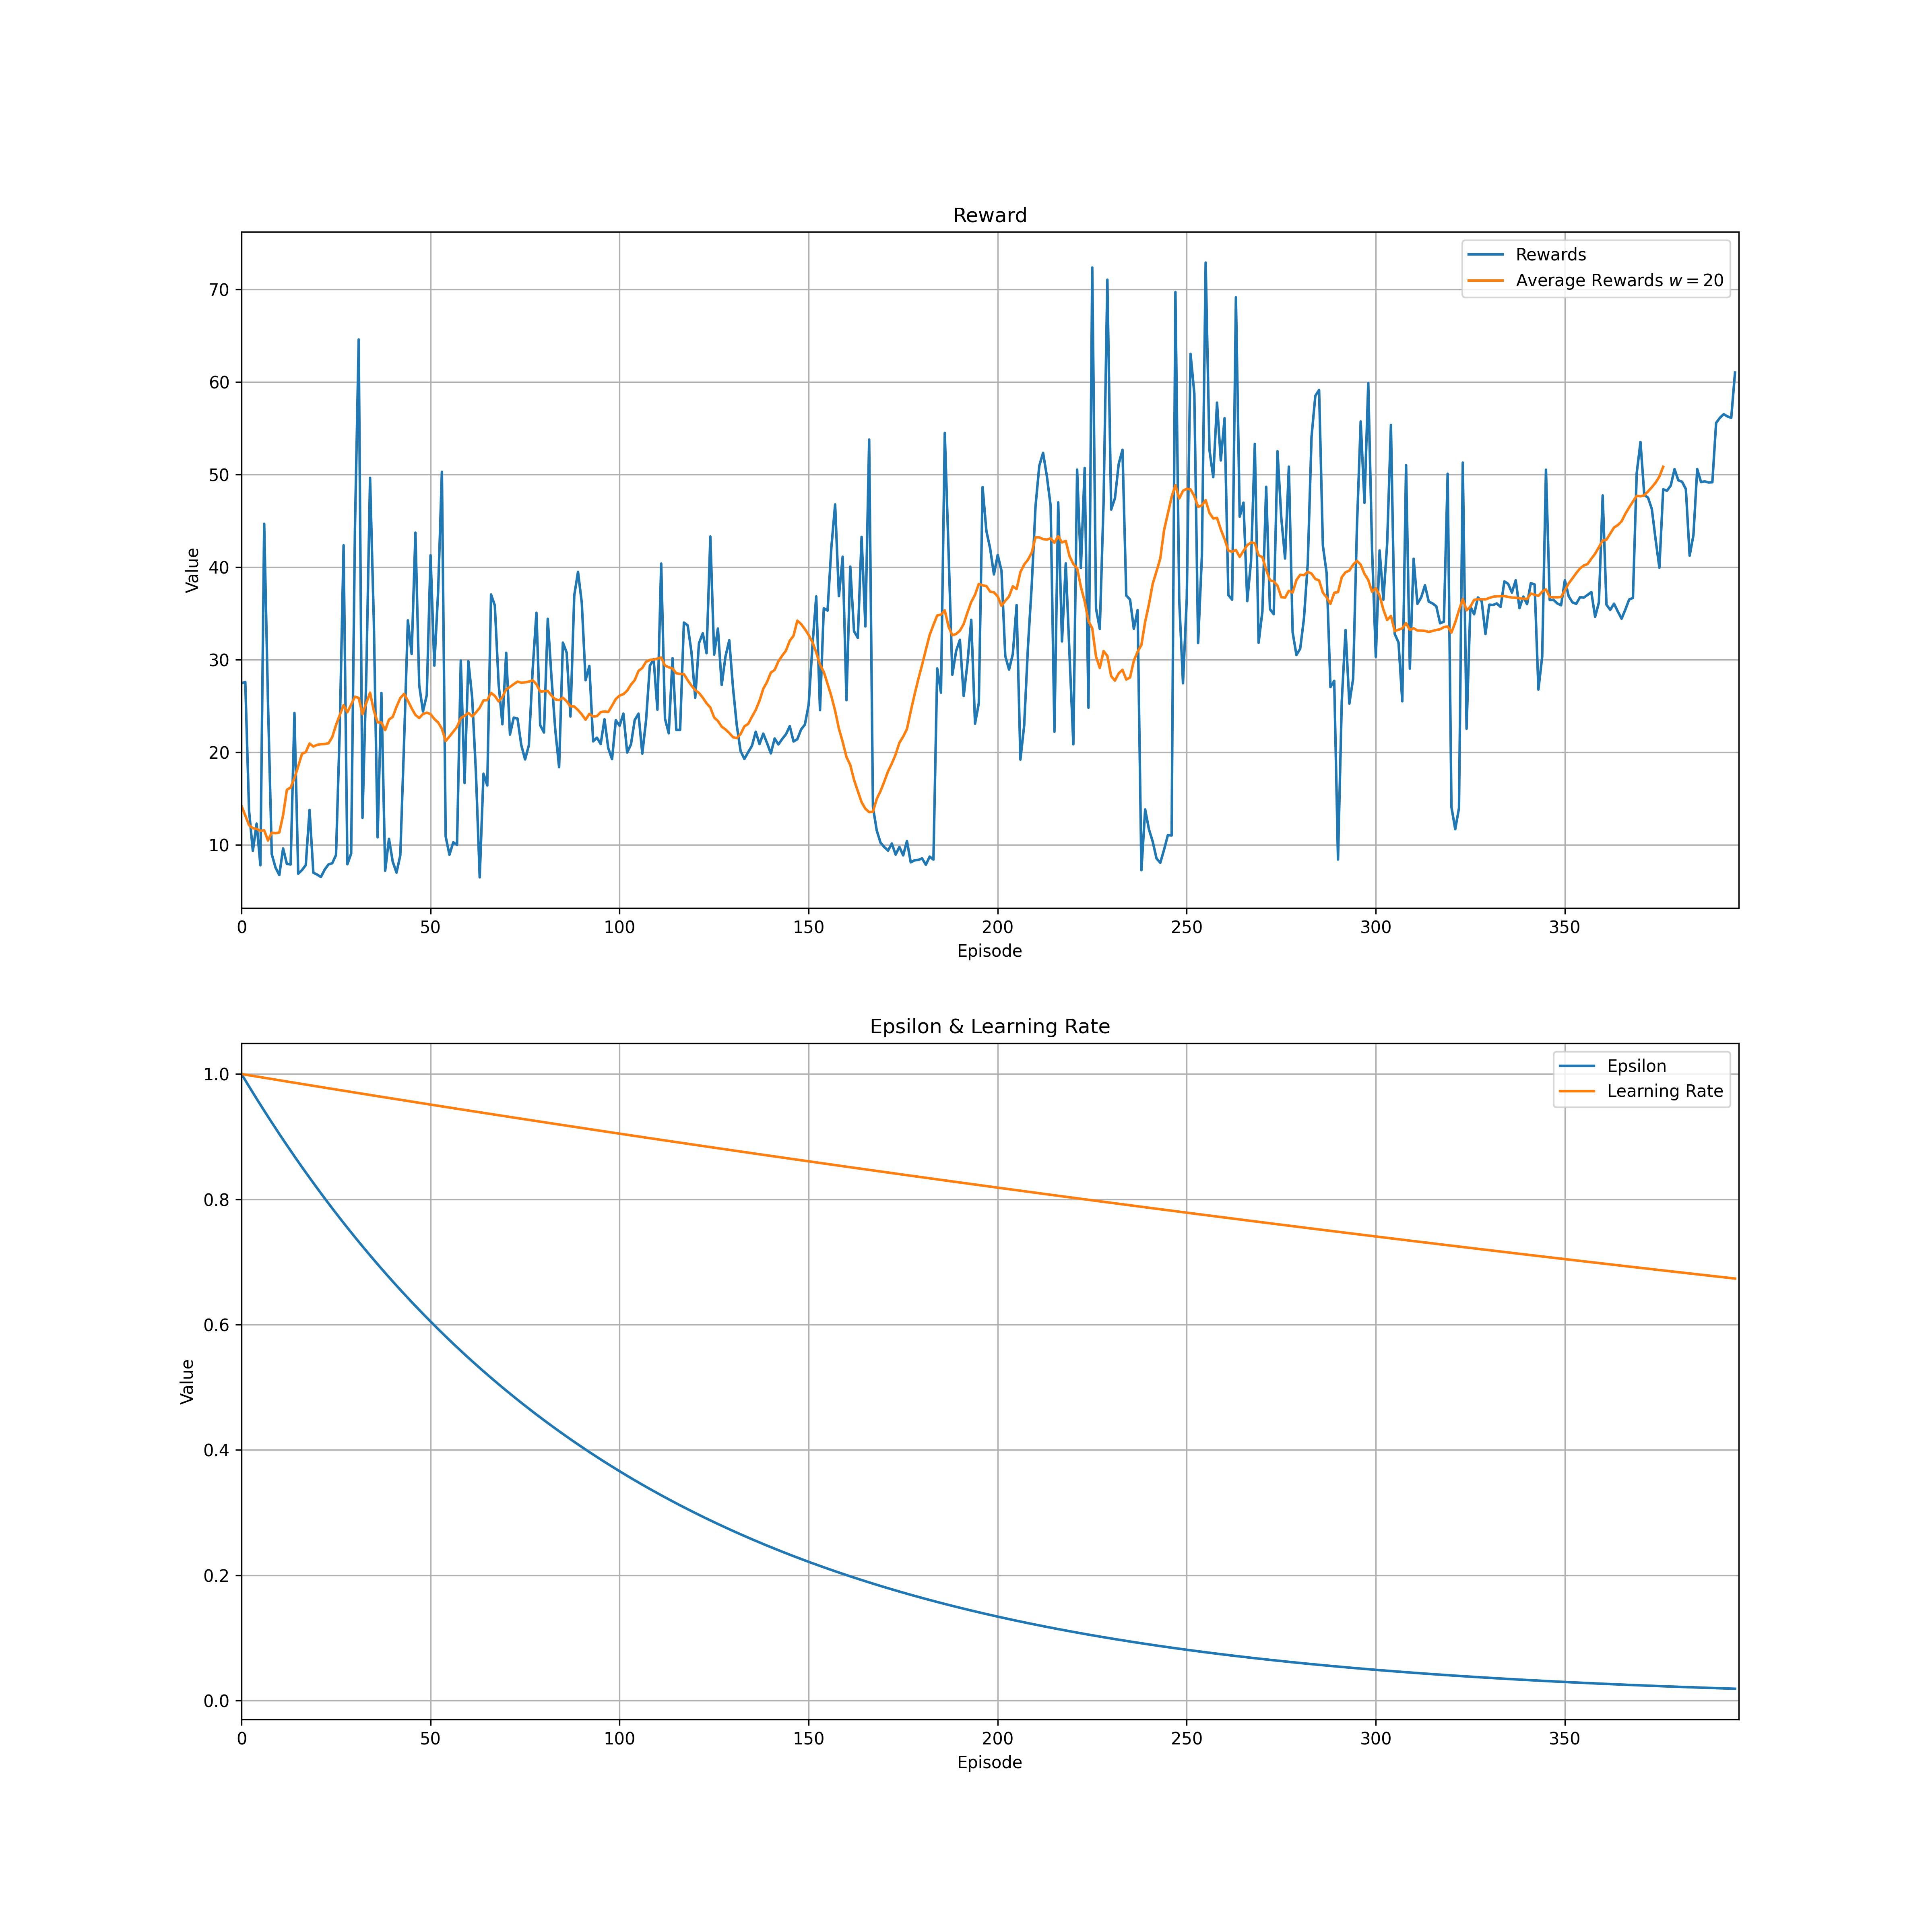 Reward
Rewards
Average Rewards w = 20
Value
70
60
50
40
30
20
10
0 50 100 150 200 250 300 350
Episode
Epsilon & Learning Rate
Epsilon
Learning Rate
Value
1.0
0.8
0.6
0.4
0.2
0.0
0 50 100 150 200 250 300 350
Episode